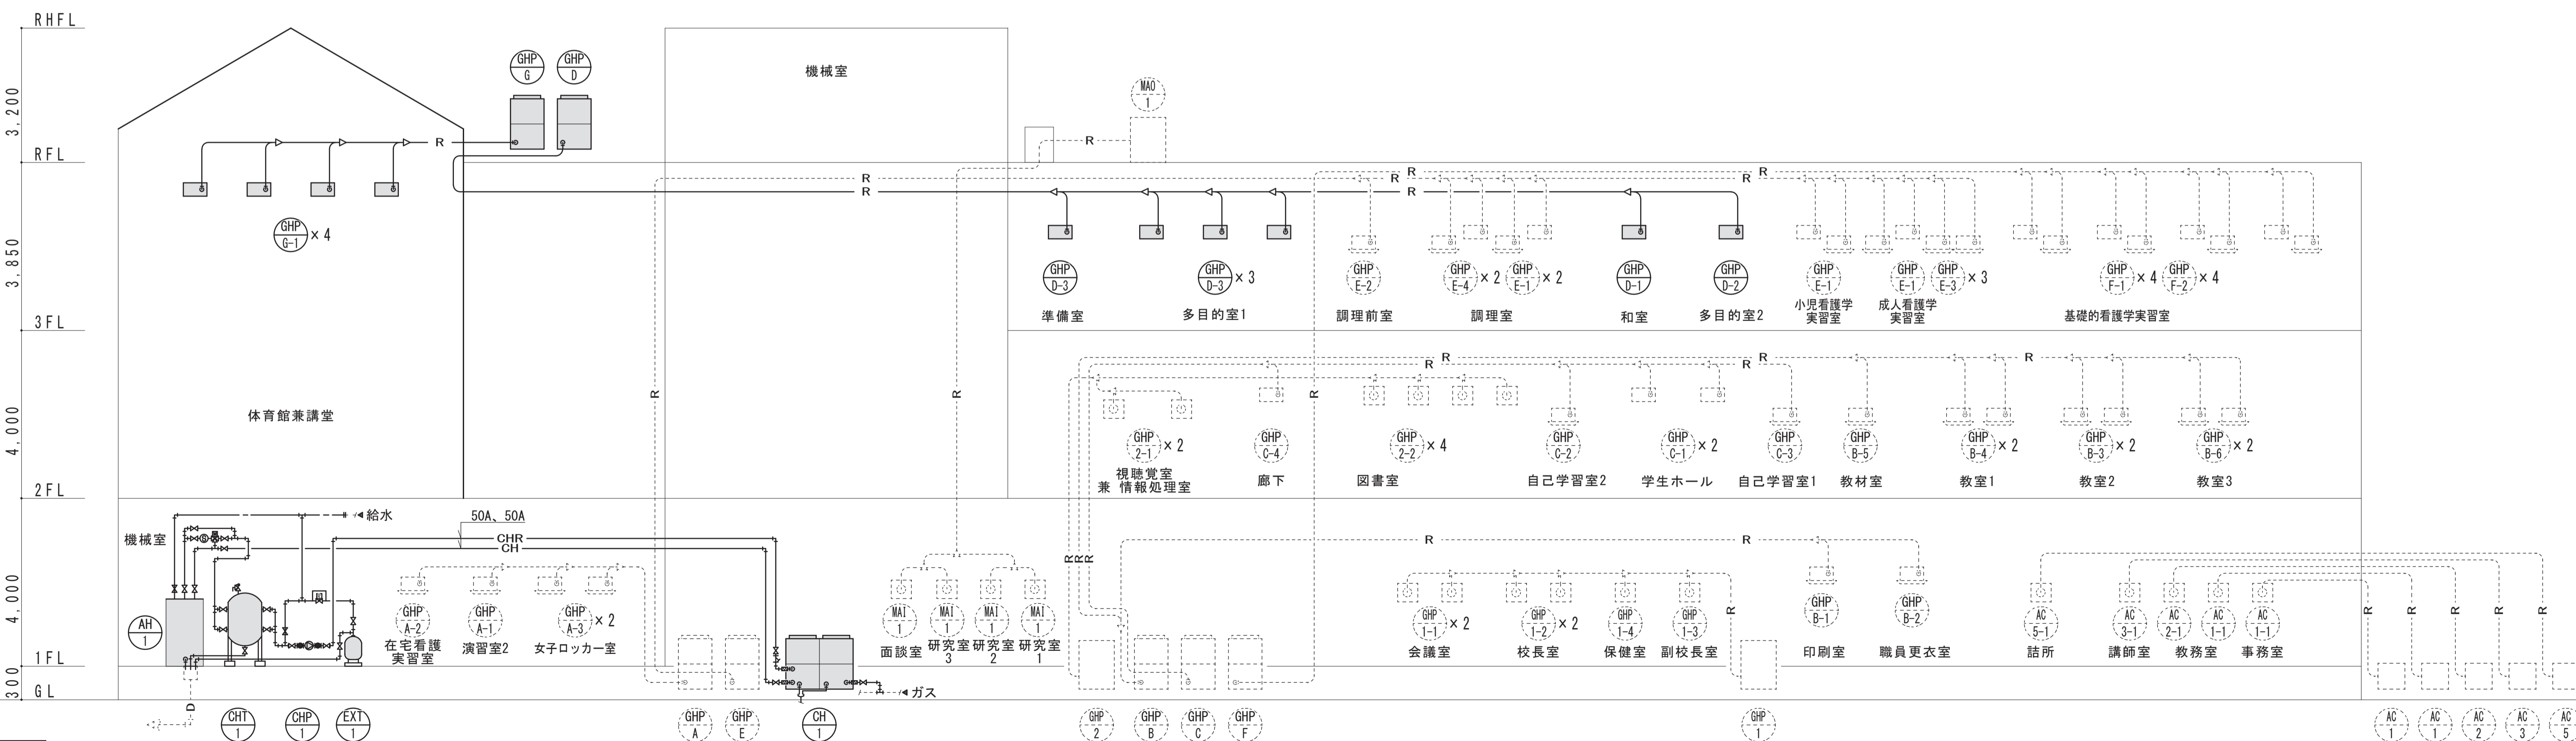 RHFL
3,200
RFL
3,850
3FL
4,000
2FL
4,000
1FL
300
GL
GHP
G
GHP
D
機械室
MAO
1
R
R
R
R
R
R
R
R
R
GHP
G-1
× 4
GHP
D-3
準備室
GHP
D-3
× 3
多目的室1
GHP
E-2
調理前室
GHP
E-4
× 2
GHP
E-1
× 2
調理室
GHP
D-1
和室
GHP
D-2
多目的室2
GHP
E-1
小児看護学
実習室
GHP
E-1
GHP
E-3
× 3
成人看護学
実習室
GHP
F-1
× 4
GHP
F-2
× 4
基礎的看護学実習室
体育館兼講堂
R
R
R
R
R
R
R
R
GHP
2-1
× 2
視聴覚室
兼 情報処理室
GHP
C-4
廊下
GHP
2-2
× 4
図書室
GHP
C-2
自己学習室2
GHP
C-1
× 2
学生ホール
GHP
C-3
自己学習室1
GHP
B-5
教材室
GHP
B-4
× 2
教室1
GHP
B-3
× 2
教室2
GHP
B-6
× 2
教室3
機械室
給水
50A、50A
CHR
CH
AH
1
GHP
A-2
在宅看護
実習室
GHP
A-1
演習室2
GHP
A-3
× 2
女子ロッカー室
MAI
1
面談室
MAI
1
研究室
3
MAI
1
研究室
2
MAI
1
研究室
1
R
R
R
R
R
R
GHP
1-1
× 2
会議室
GHP
1-2
× 2
校長室
GHP
1-4
保健室
GHP
1-3
副校長室
GHP
B-1
印刷室
GHP
B-2
職員更衣室
AC
5-1
詰所
AC
3-1
講師室
AC
2-1
AC
1-1
教務室
AC
1-1
事務室
R
R
R
R
R
ガス
D
CHT
1
CHP
1
EXT
1
GHP
A
GHP
E
CH
1
GHP
2
GHP
B
GHP
C
GHP
F
GHP
1
AC
1
AC
1
AC
2
AC
3
AC
5